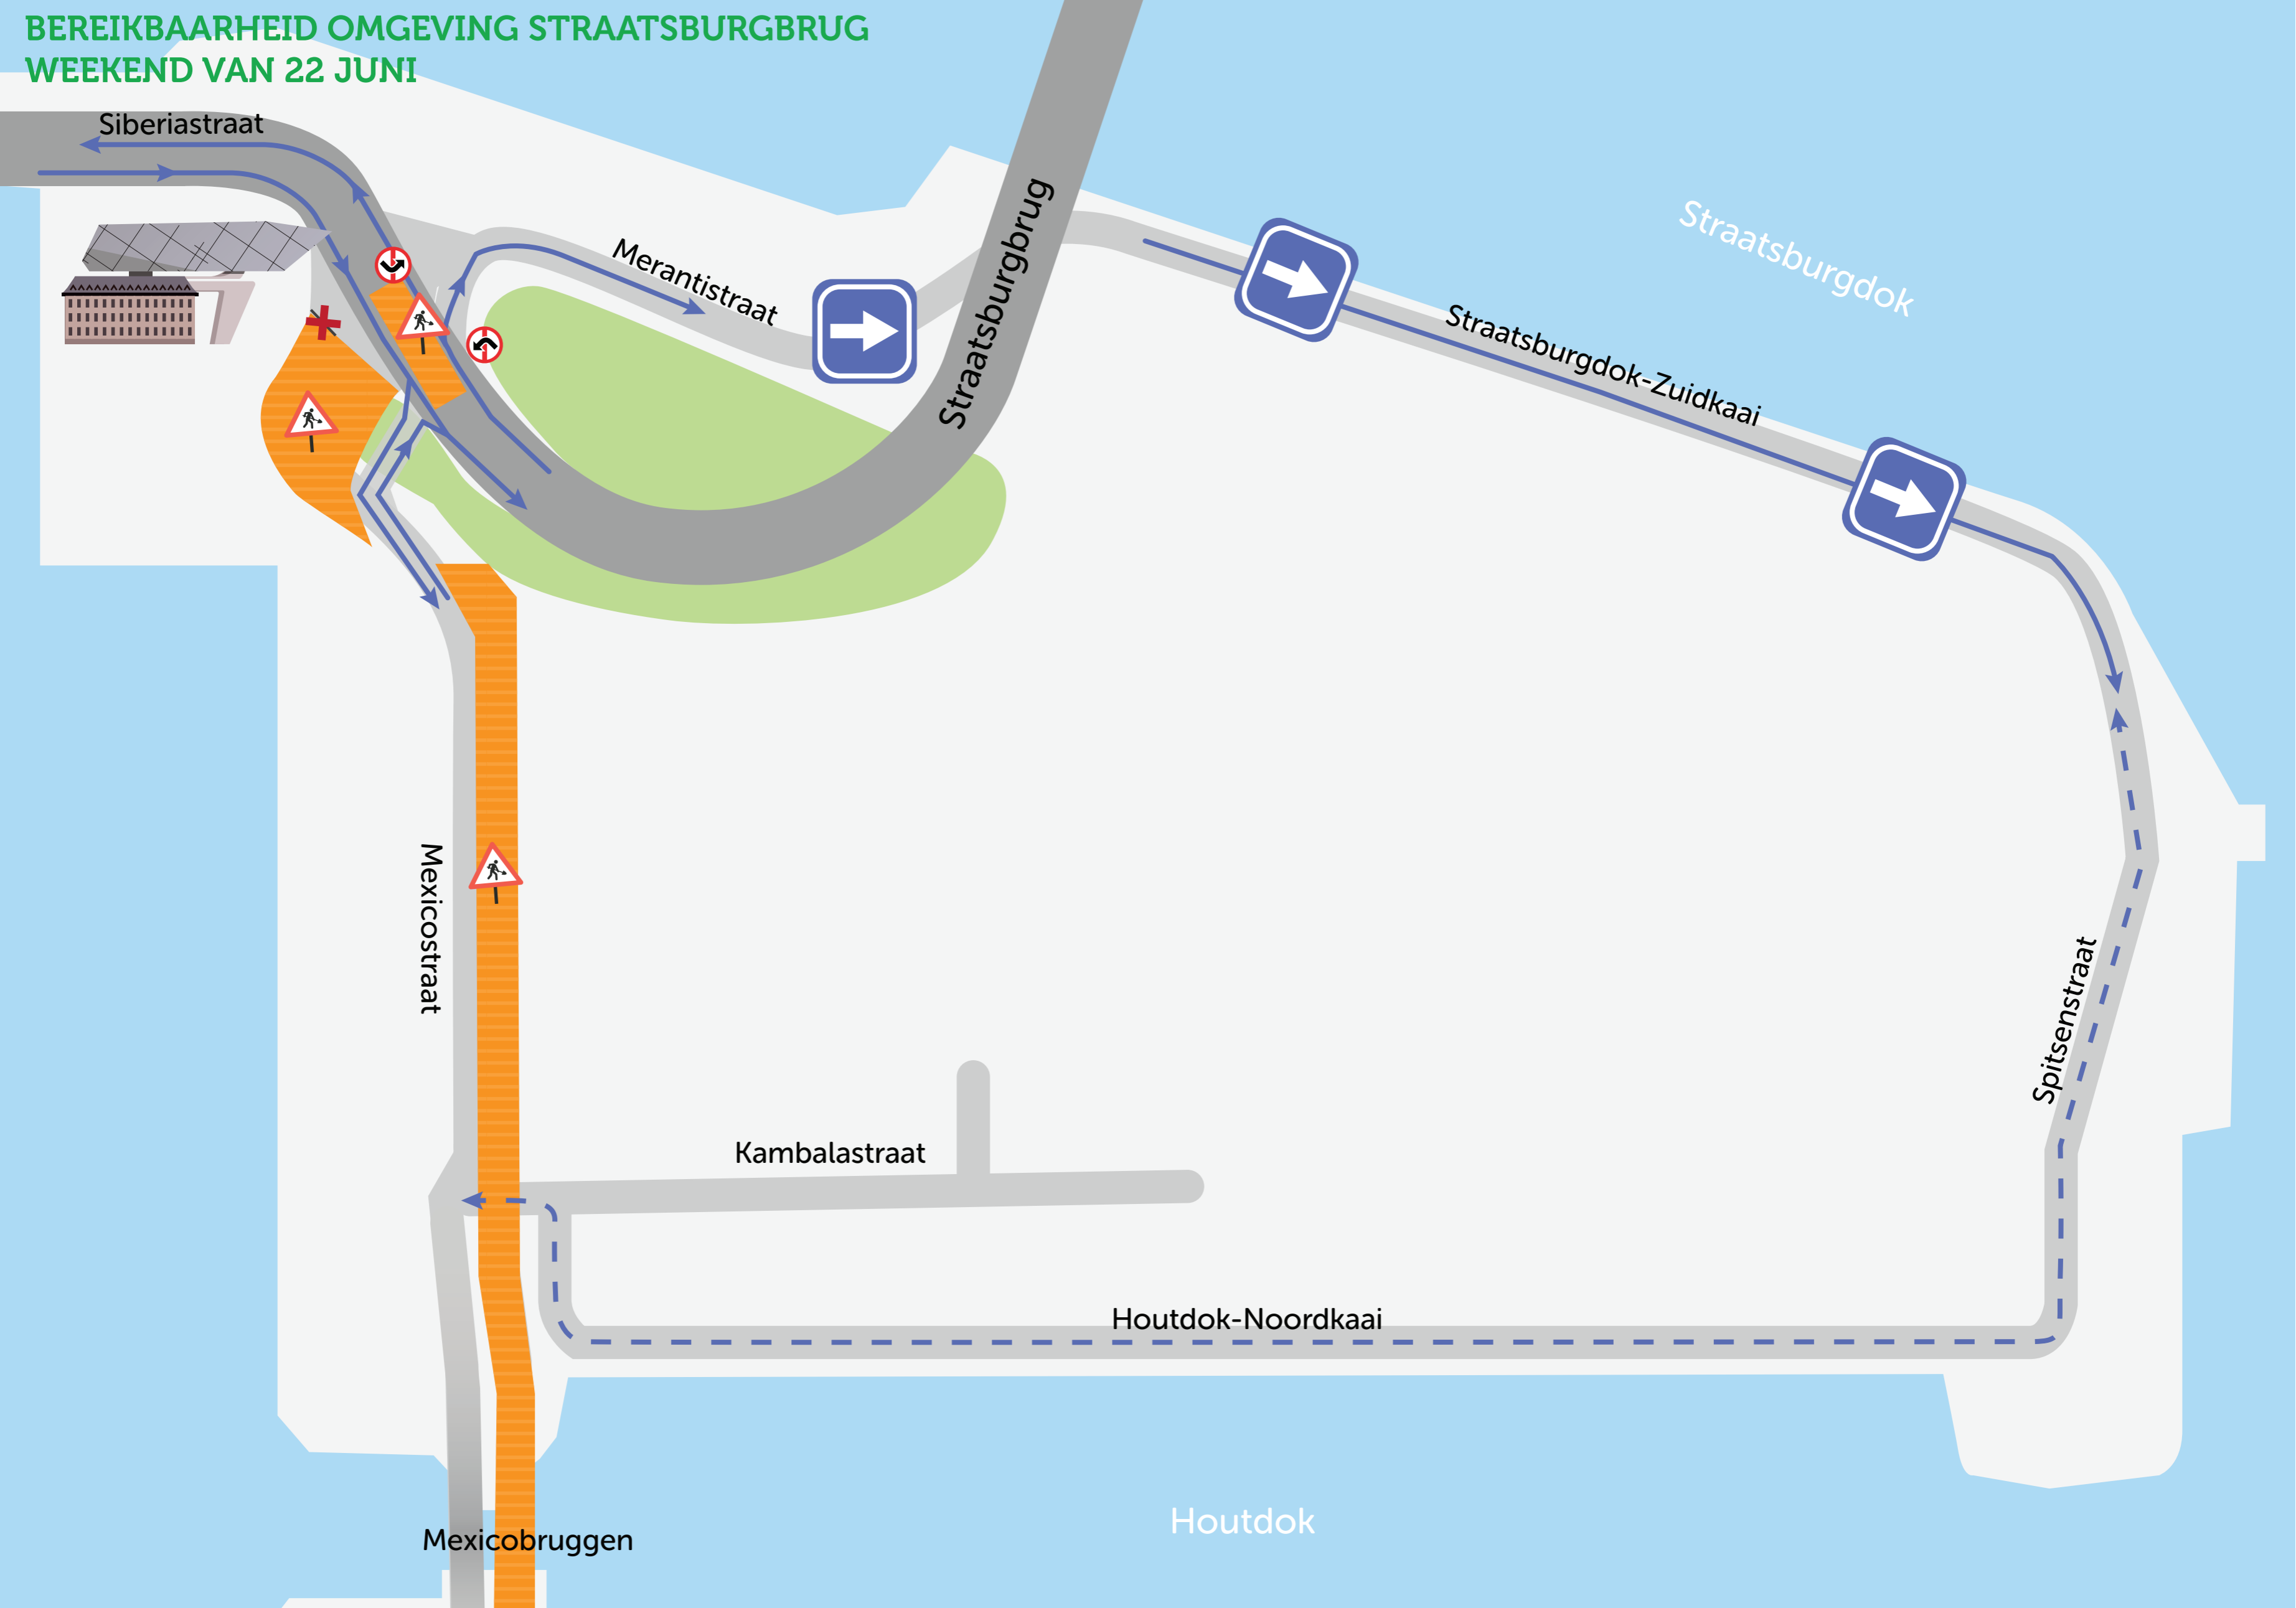 BEREIKBAARHEID OMGEVING STRAATSBURGBRUG
WEEKEND VAN 22 JUNI
Siberiastraat
Merantistraat
Straatsburgbrug
Straatsburgdok
Straatsburgdok-Zuidkaai
Mexicostraat
Spitsenstraat
Kambalastraat
Houtdok-Noordkaai
Houtdok
Mexicobruggen